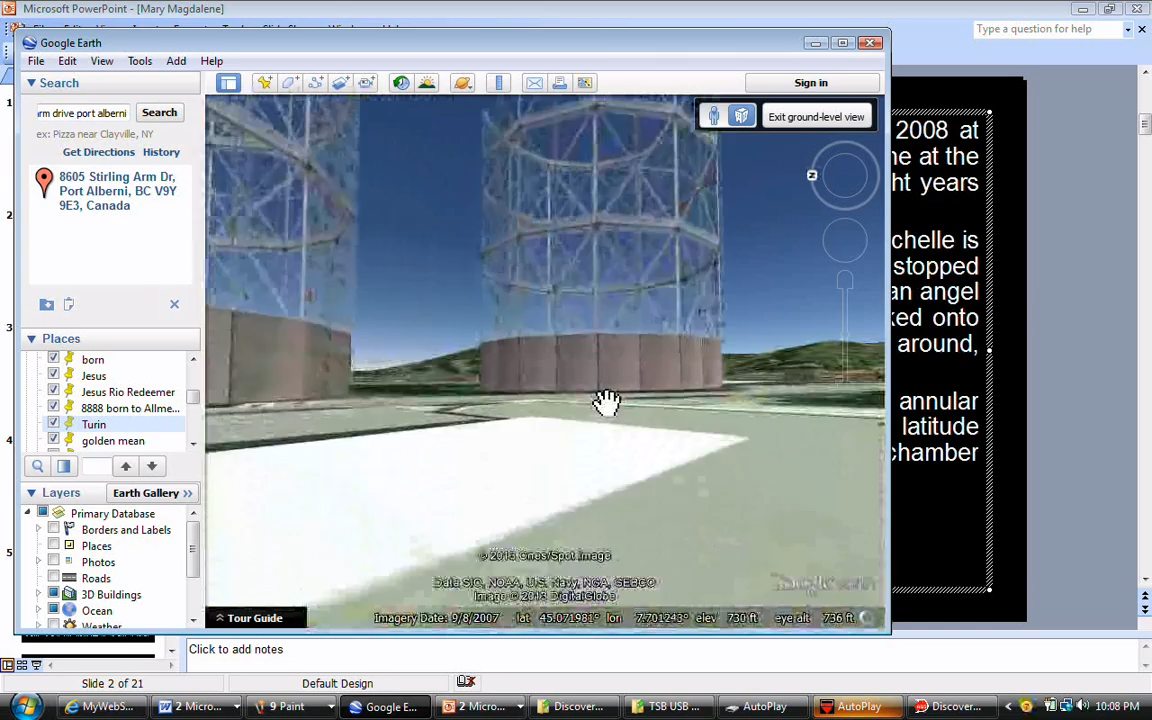 Microsoft PowerPoint - [Mary Magdalene]
Type a question for help
Google Earth
File Edit View Tools Add Help
Search
Sign in
rm drive port alberni Search
ex: Pizza near Clayville, NY
Get Directions History
8605 Stirling Arm Dr,
Port Alberni, BC V9Y
9E3, Canada
Exit ground-level view
N
2008 at
ne at the
ht years
chelle is
stopped
an angel
ked onto
around,
annular
latitude
chamber
Places
born
Jesus
Jesus Rio Redeemer
8888 born to Allme...
Turin
golden mean
Layers Earth Gallery >>
Primary Database
Borders and Labels
Places
Photos
Roads
3D Buildings
Ocean
Weather
1
2
3
4
5
© 2013 Cnes/Spot Image
Data SIO, NOAA, U.S. Navy, NGA, GEBCO
Image © 2013 DigitalGlobe
Tour Guide
Imagery Date: 9/8/2007 lat 45.071981° lon 7.701243° elev 730 ft eye alt 736 ft
Click to add notes
Slide 2 of 21 Default Design
MyWebS... 2 Micro... 9 Paint Google E... 2 Micro... Discover... TSB USB ... AutoPlay AutoPlay Discover... 10:08 PM